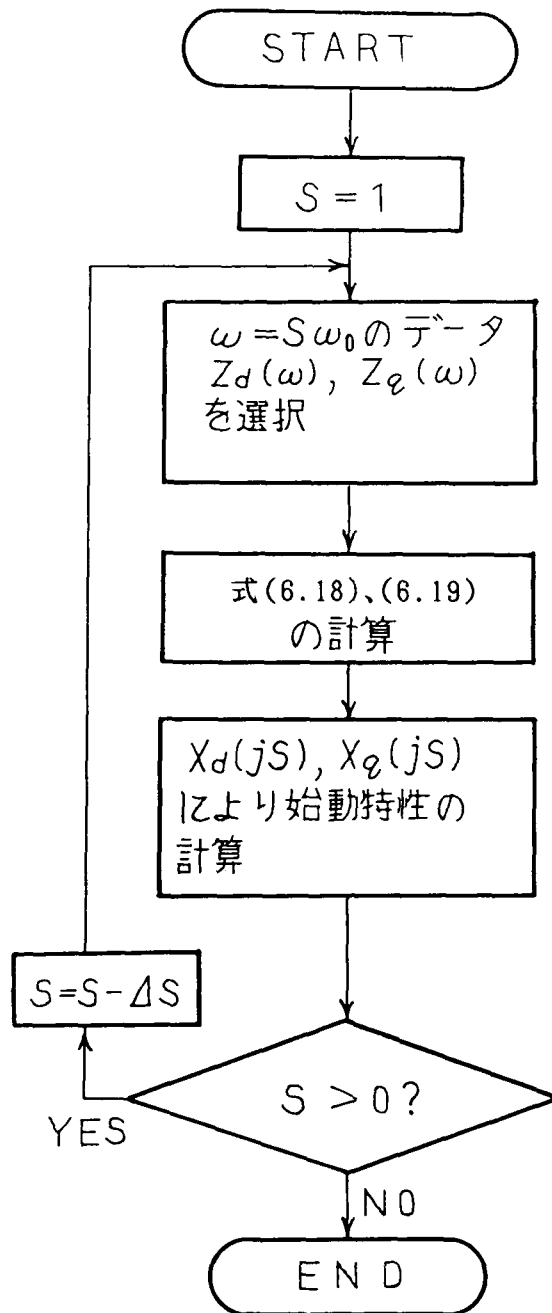 START
S=1
ω=Sω₀のデータ
Zd(ω), Zq(ω)
を選択
式(6.18)、(6.19)
の計算
Xd(jS), Xq(jS)
により始動特性の
計算
S=S-ΔS
S>0?
YES
NO
END